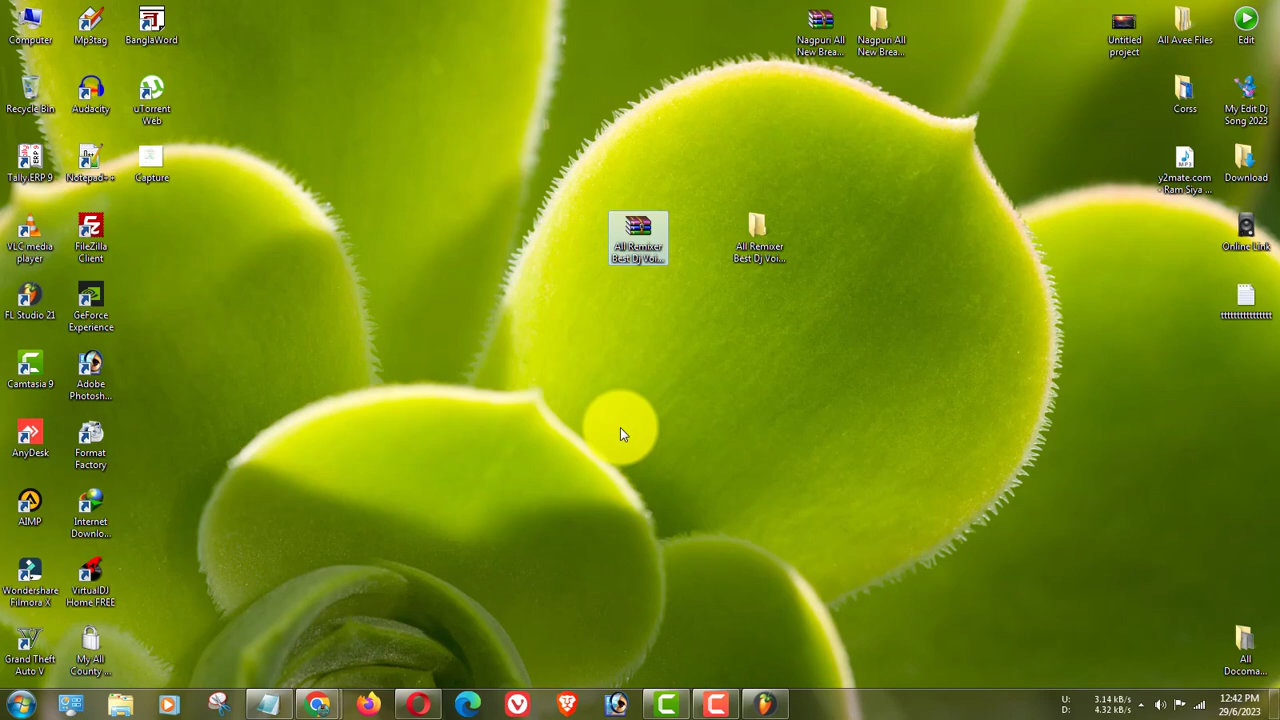 Computer
Mp3tag
BanglaWord
Recycle Bin
Audacity
uTorrent
Web
Tally.ERP 9
Notepad++
Capture
VLC media
player
FileZilla
Client
FL Studio 21
GeForce
Experience
Camtasia 9
Adobe
Photosh...
AnyDesk
Format
Factory
AIMP
Internet
Downlo...
Wondershare
Filmora X
VirtualDJ
Home FREE
Grand Theft
Auto V
My All
County ...
All Remixer
Best Dj Voi...
All Remixer
Best Dj Voi...
Nagpuri All
New Brea...
Nagpuri All
New Brea...
Untitled
project
All Avee Files
Edit
Corss
My Edit Dj
Song 2023
y2mate.com
- Ram Siya ...
Download
Online Link
tttttttttttttttt
All
Docoma...
U: 3.14 kB/s
D: 4.32 kB/s
12:42 PM
29/6/2023